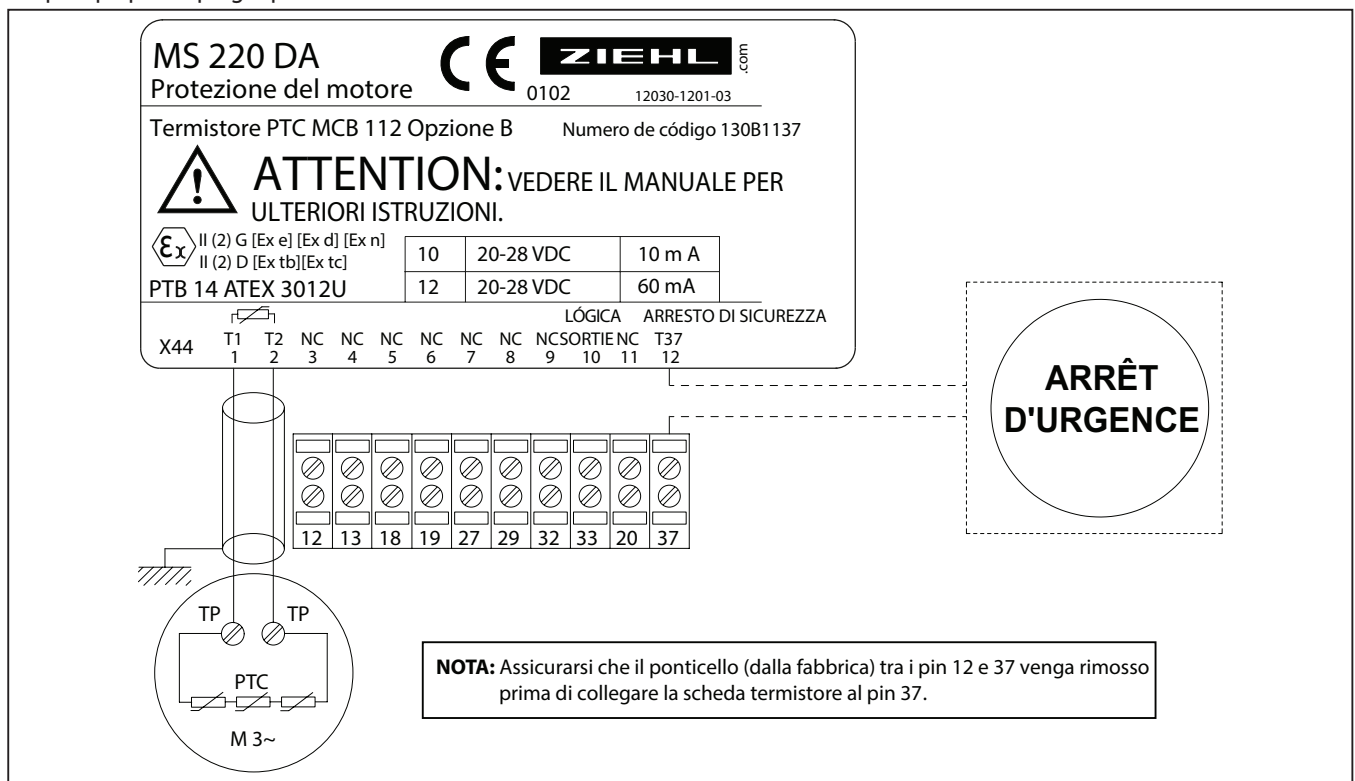 MS 220 DA
Protezione del motore
CE 0102
ZIEHL .com
12030-1201-03
Termistore PTC MCB 112 Opzione B Numero de código 130B1137
ATTENTION: VEDERE IL MANUALE PER
ULTERIORI ISTRUZIONI.
Ex II (2) G [Ex e] [Ex d] [Ex n]
II (2) D [Ex tb][Ex tc]
PTB 14 ATEX 3012U
10 20-28 VDC 10 m A
12 20-28 VDC 60 mA
LÓGICA ARRESTO DI SICUREZZA
X44 T1 T2 NC NC NC NC NC NC NC SORTIE NC T37
1 2 3 4 5 6 7 8 9 10 11 12
ARRÊT
D'URGENCE
12 13 18 19 27 29 32 33 20 37
TP TP
PTC
M 3~
NOTA: Assicurarsi che il ponticello (dalla fabbrica) tra i pin 12 e 37 venga rimosso
prima di collegare la scheda termistore al pin 37.